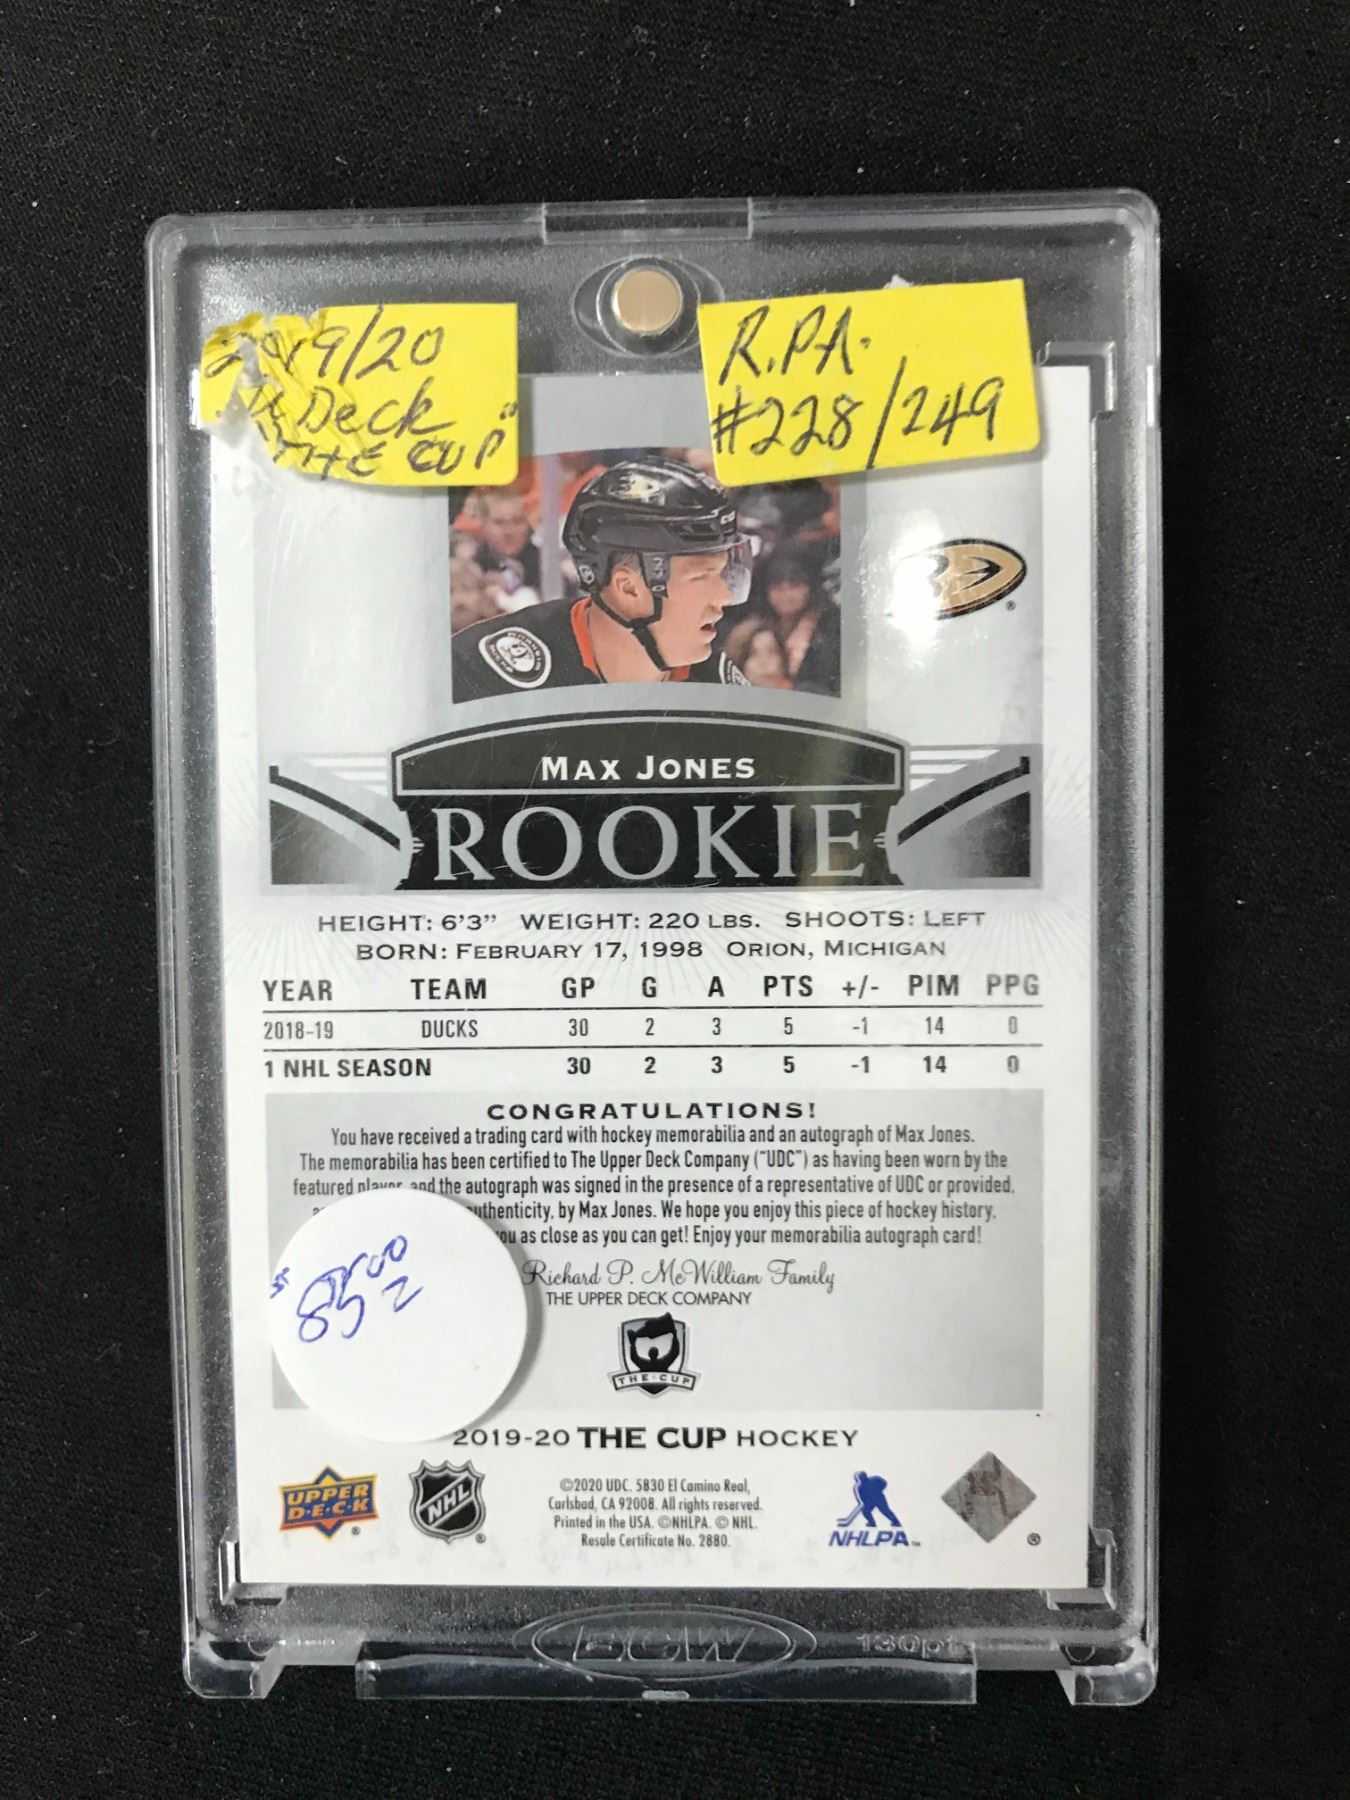 2019/20
Deck
"THE CUP"
R.P.A.
#228/249
MAX JONES
ROOKIE
HEIGHT: 6'3" WEIGHT: 220 LBS. SHOOTS: LEFT
BORN: FEBRUARY 17, 1998 ORION, MICHIGAN
YEAR TEAM GP G A PTS +/- PIM PPG
2018-19 DUCKS 30 2 3 5 -1 14 0
1 NHL SEASON 30 2 3 5 -1 14 0
CONGRATULATIONS!
You have received a trading card with hockey memorabilia and an autograph of Max Jones.
The memorabilia has been certified to The Upper Deck Company ("UDC") as having been worn by the
featured player and the autograph was signed in the presence of a representative of UDC or provided,
by Max Jones. We hope you enjoy this piece of hockey history,
you as close as you can get! Enjoy your memorabilia autograph card!
Richard P. McWilliam Family
THE UPPER DECK COMPANY
THE CUP
2019-20 THE CUP HOCKEY
UPPER
D•E•C•K
®
NHL
®
©2020 UDC. 5830 El Camino Real,
Carlsbad, CA 92008. All rights reserved.
Printed in the USA. ©NHLPA. © NHL.
Resale Certificate No. 2880.
NHLPA™
®
BCW
130pt